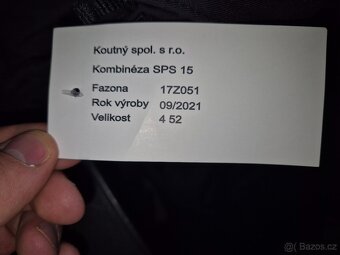 Koutný spol. s r.o.
Kombinéza SPS 15
Fazona 17Z051
Rok výroby 09/2021
Velikost 4 52
© Bazos.cz